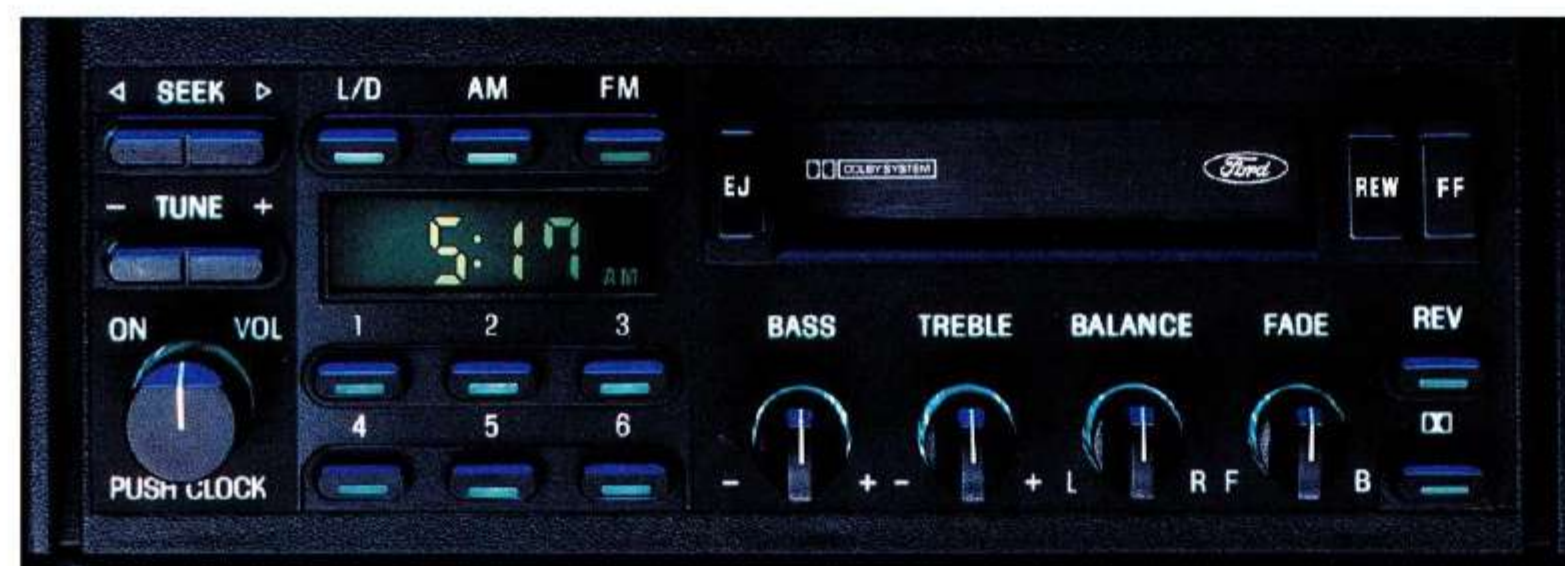 ◁ SEEK ▷
L/D AM FM
EJ
DOLBY SYSTEM
Ford
REW FF
- TUNE +
5:17 AM
ON VOL
1 2 3
4 5 6
PUSH CLOCK
BASS TREBLE BALANCE FADE REV
- + - + L R F B